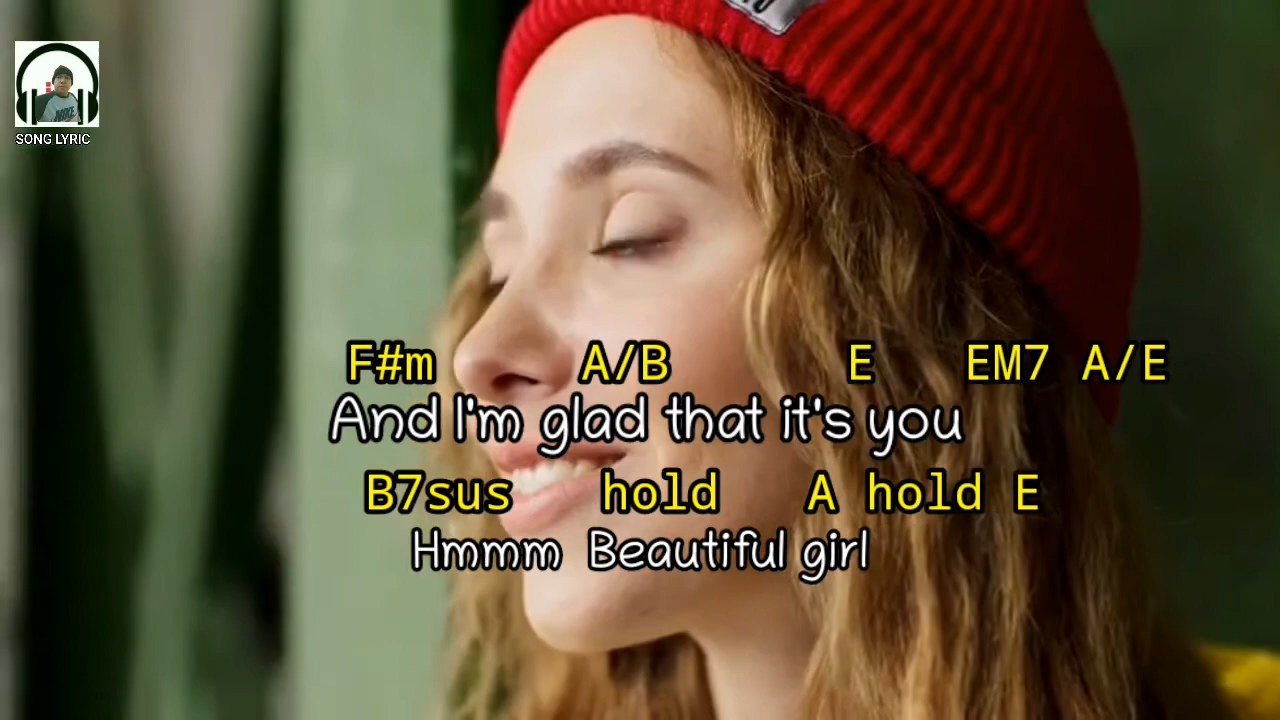 SONG LYRIC
F#m A/B E EM7 A/E
And I'm glad that it's you
B7sus hold A hold E
Hmmm Beautiful girl